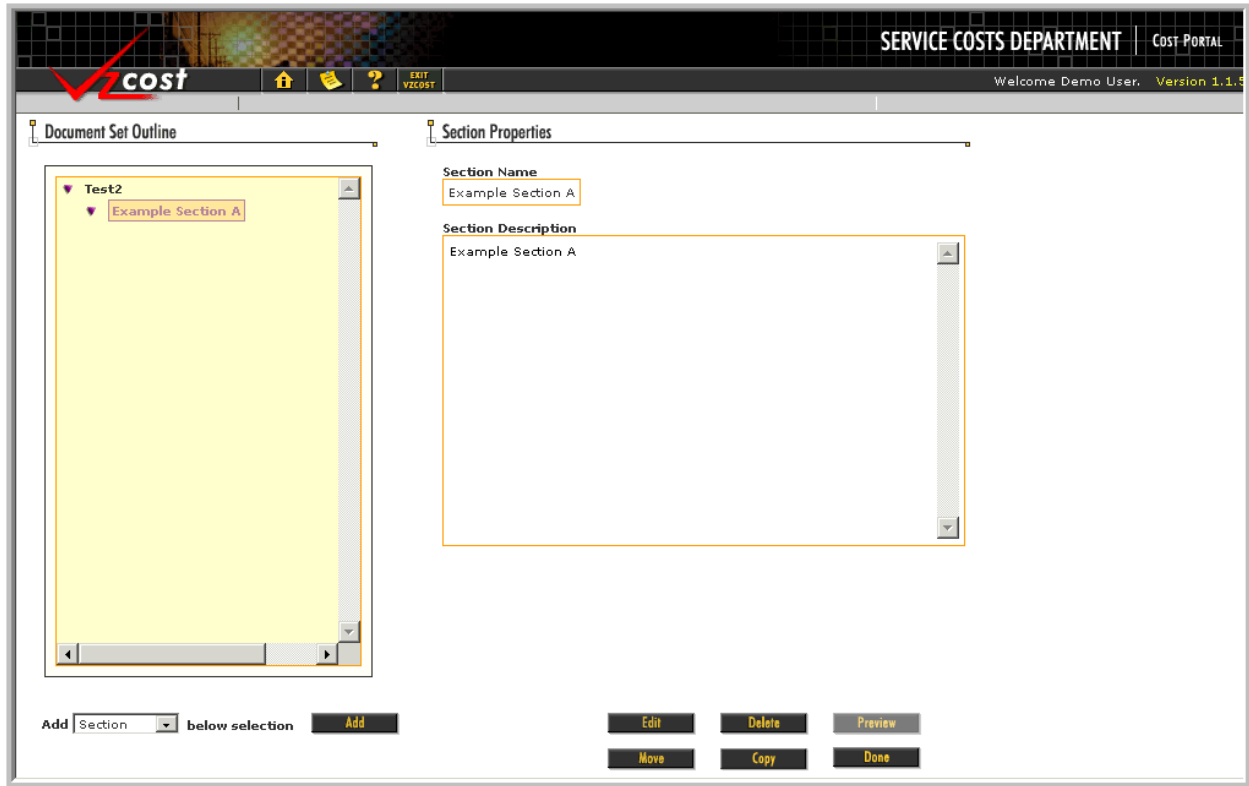 SERVICE COSTS DEPARTMENT COST PORTAL
Vzcost ? EXIT VZCOST Welcome Demo User. Version 1.1.5
Document Set Outline
Section Properties
Test2
Example Section A
Section Name
Example Section A
Section Description
Example Section A
Add Section below selection Add
Edit Delete Preview
Move Copy Done